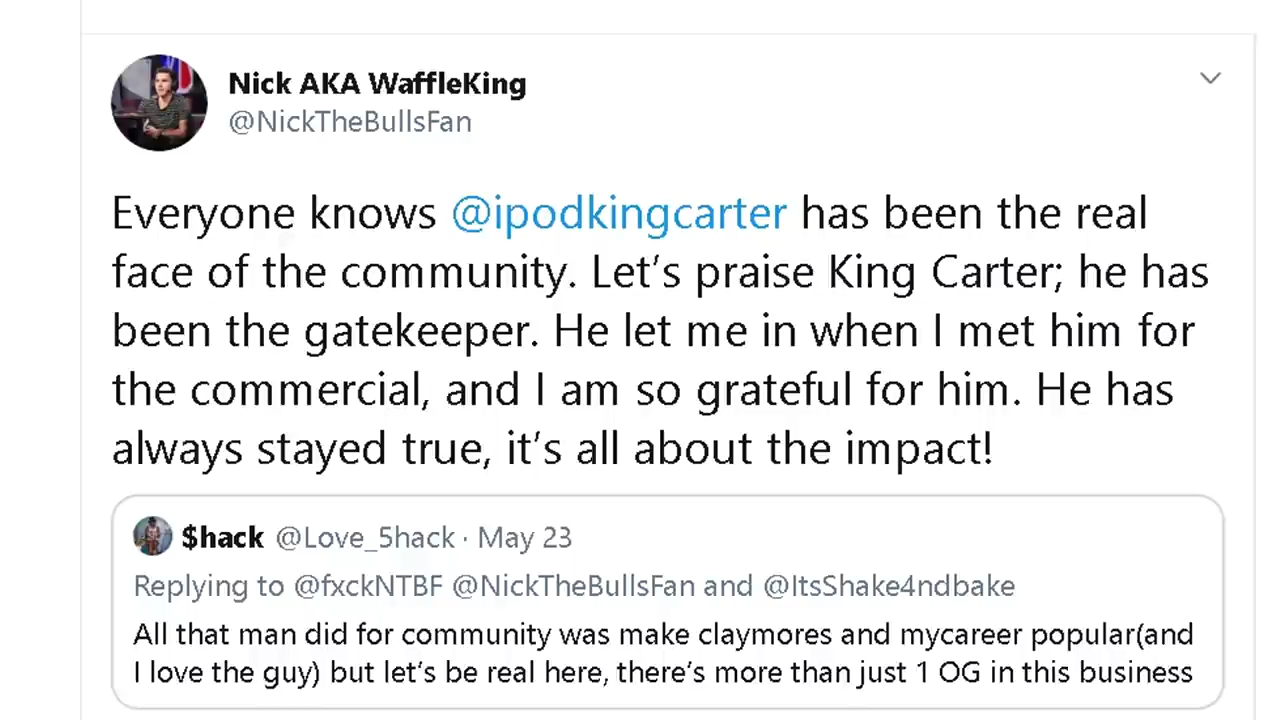 Nick AKA WaffleKing
@NickTheBullsFan
Everyone knows @ipodkingcarter has been the real
face of the community. Let’s praise King Carter; he has
been the gatekeeper. He let me in when I met him for
the commercial, and I am so grateful for him. He has
always stayed true, it’s all about the impact!
$hack @Love_5hack · May 23
Replying to @fxckNTBF @NickTheBullsFan and @ItsShake4ndbake
All that man did for community was make claymores and mycareer popular(and
I love the guy) but let’s be real here, there’s more than just 1 OG in this business